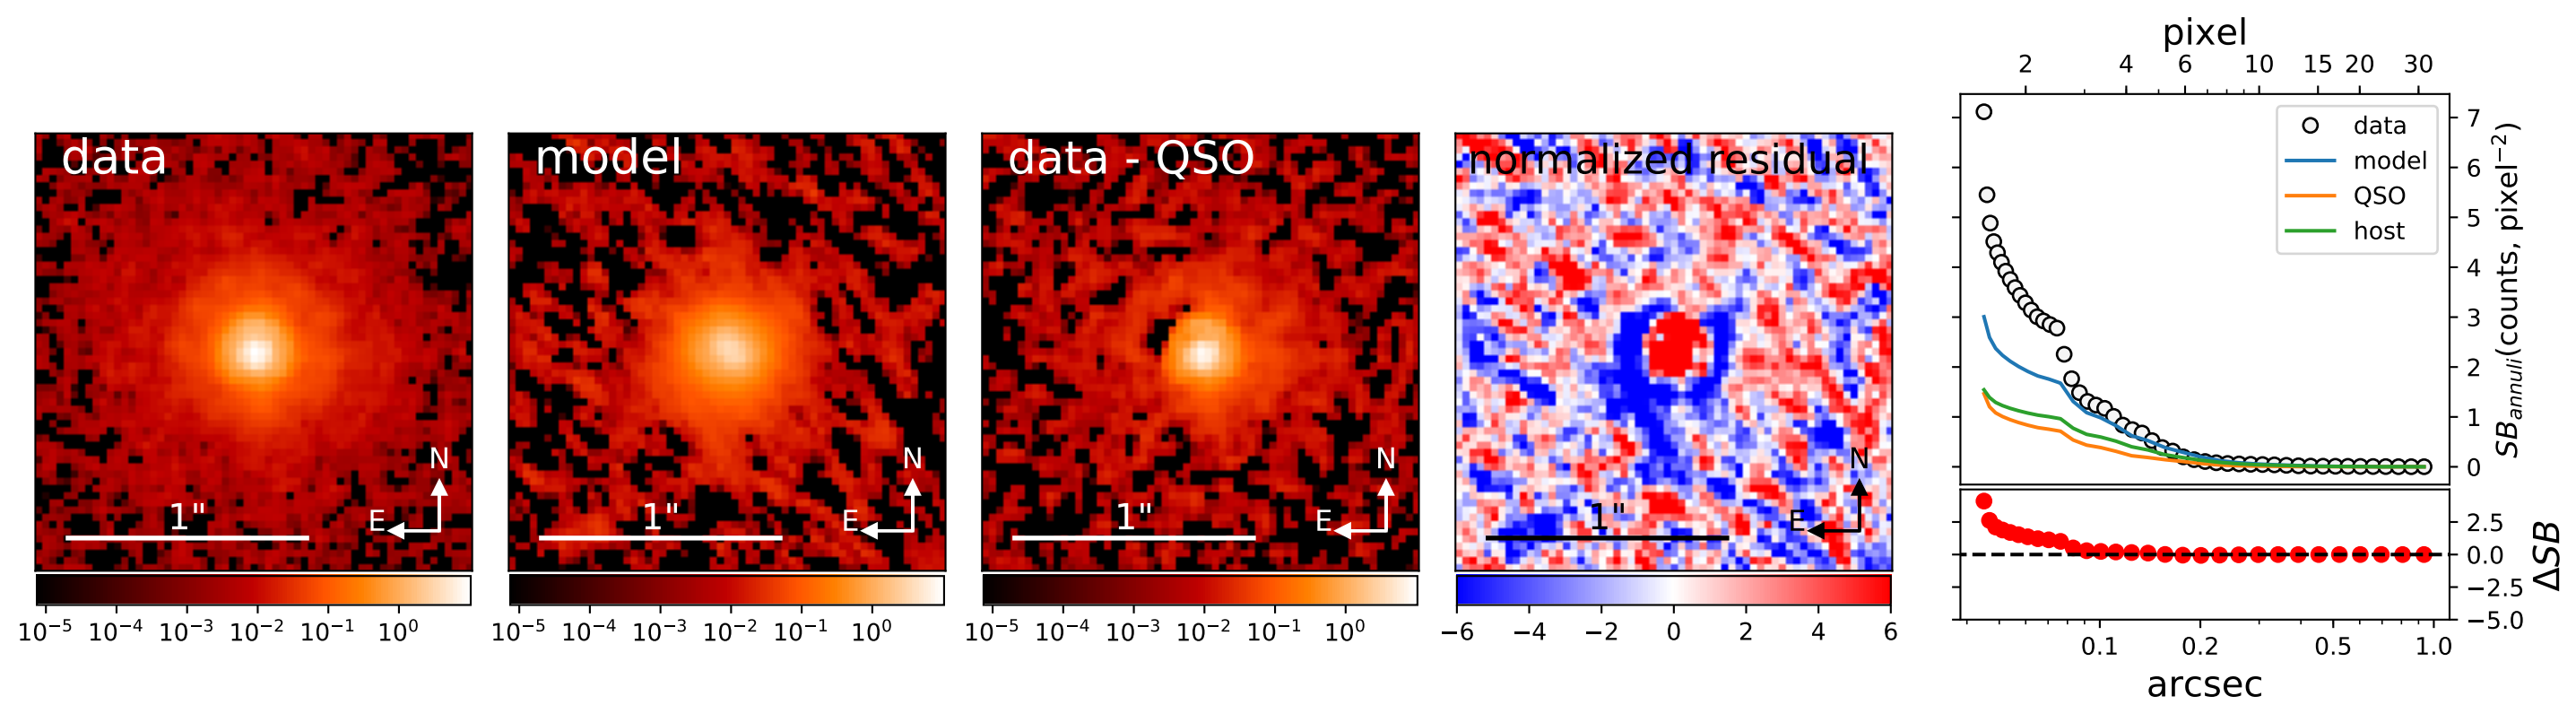 data
N
E
1"
10⁻⁵ 10⁻⁴ 10⁻³ 10⁻² 10⁻¹ 10⁰
model
N
E
1"
10⁻⁵ 10⁻⁴ 10⁻³ 10⁻² 10⁻¹ 10⁰
data - QSO
N
E
1"
10⁻⁵ 10⁻⁴ 10⁻³ 10⁻² 10⁻¹ 10⁰
normalized residual
N
E
1"
−6 −4 −2 0 2 4 6
pixel
2 4 6 10 15 20 30
data
model
QSO
host
7
6
5
4
3
2
1
0
SB_annuli(counts, pixel⁻²)
2.5
0.0
−2.5
−5.0
ΔSB
0.1 0.2 0.5 1.0
arcsec